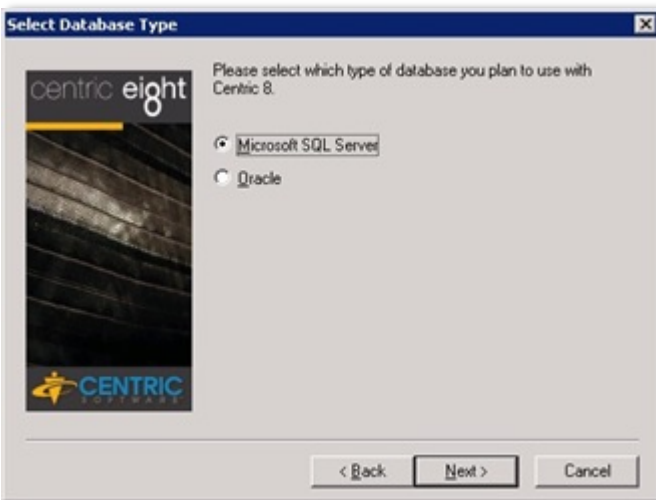 Select Database Type
centric eight
Please select which type of database you plan to use with
Centric 8.
Microsoft SQL Server
Oracle
CENTRIC
SOFTWARE
< Back
Next >
Cancel